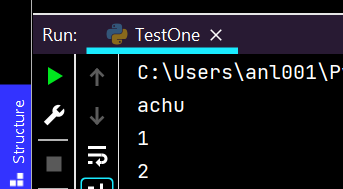 Run: TestOne
C:\Users\anl001\P
achu
1
2
Structure